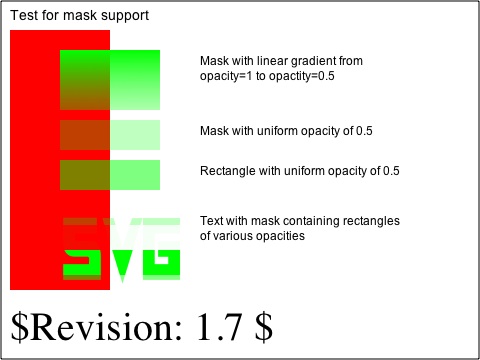 Test for mask support
Mask with linear gradient from
opacity=1 to opactity=0.5
Mask with uniform opacity of 0.5
Rectangle with uniform opacity of 0.5
Text with mask containing rectangles
of various opacities
SVG
$Revision: 1.7 $